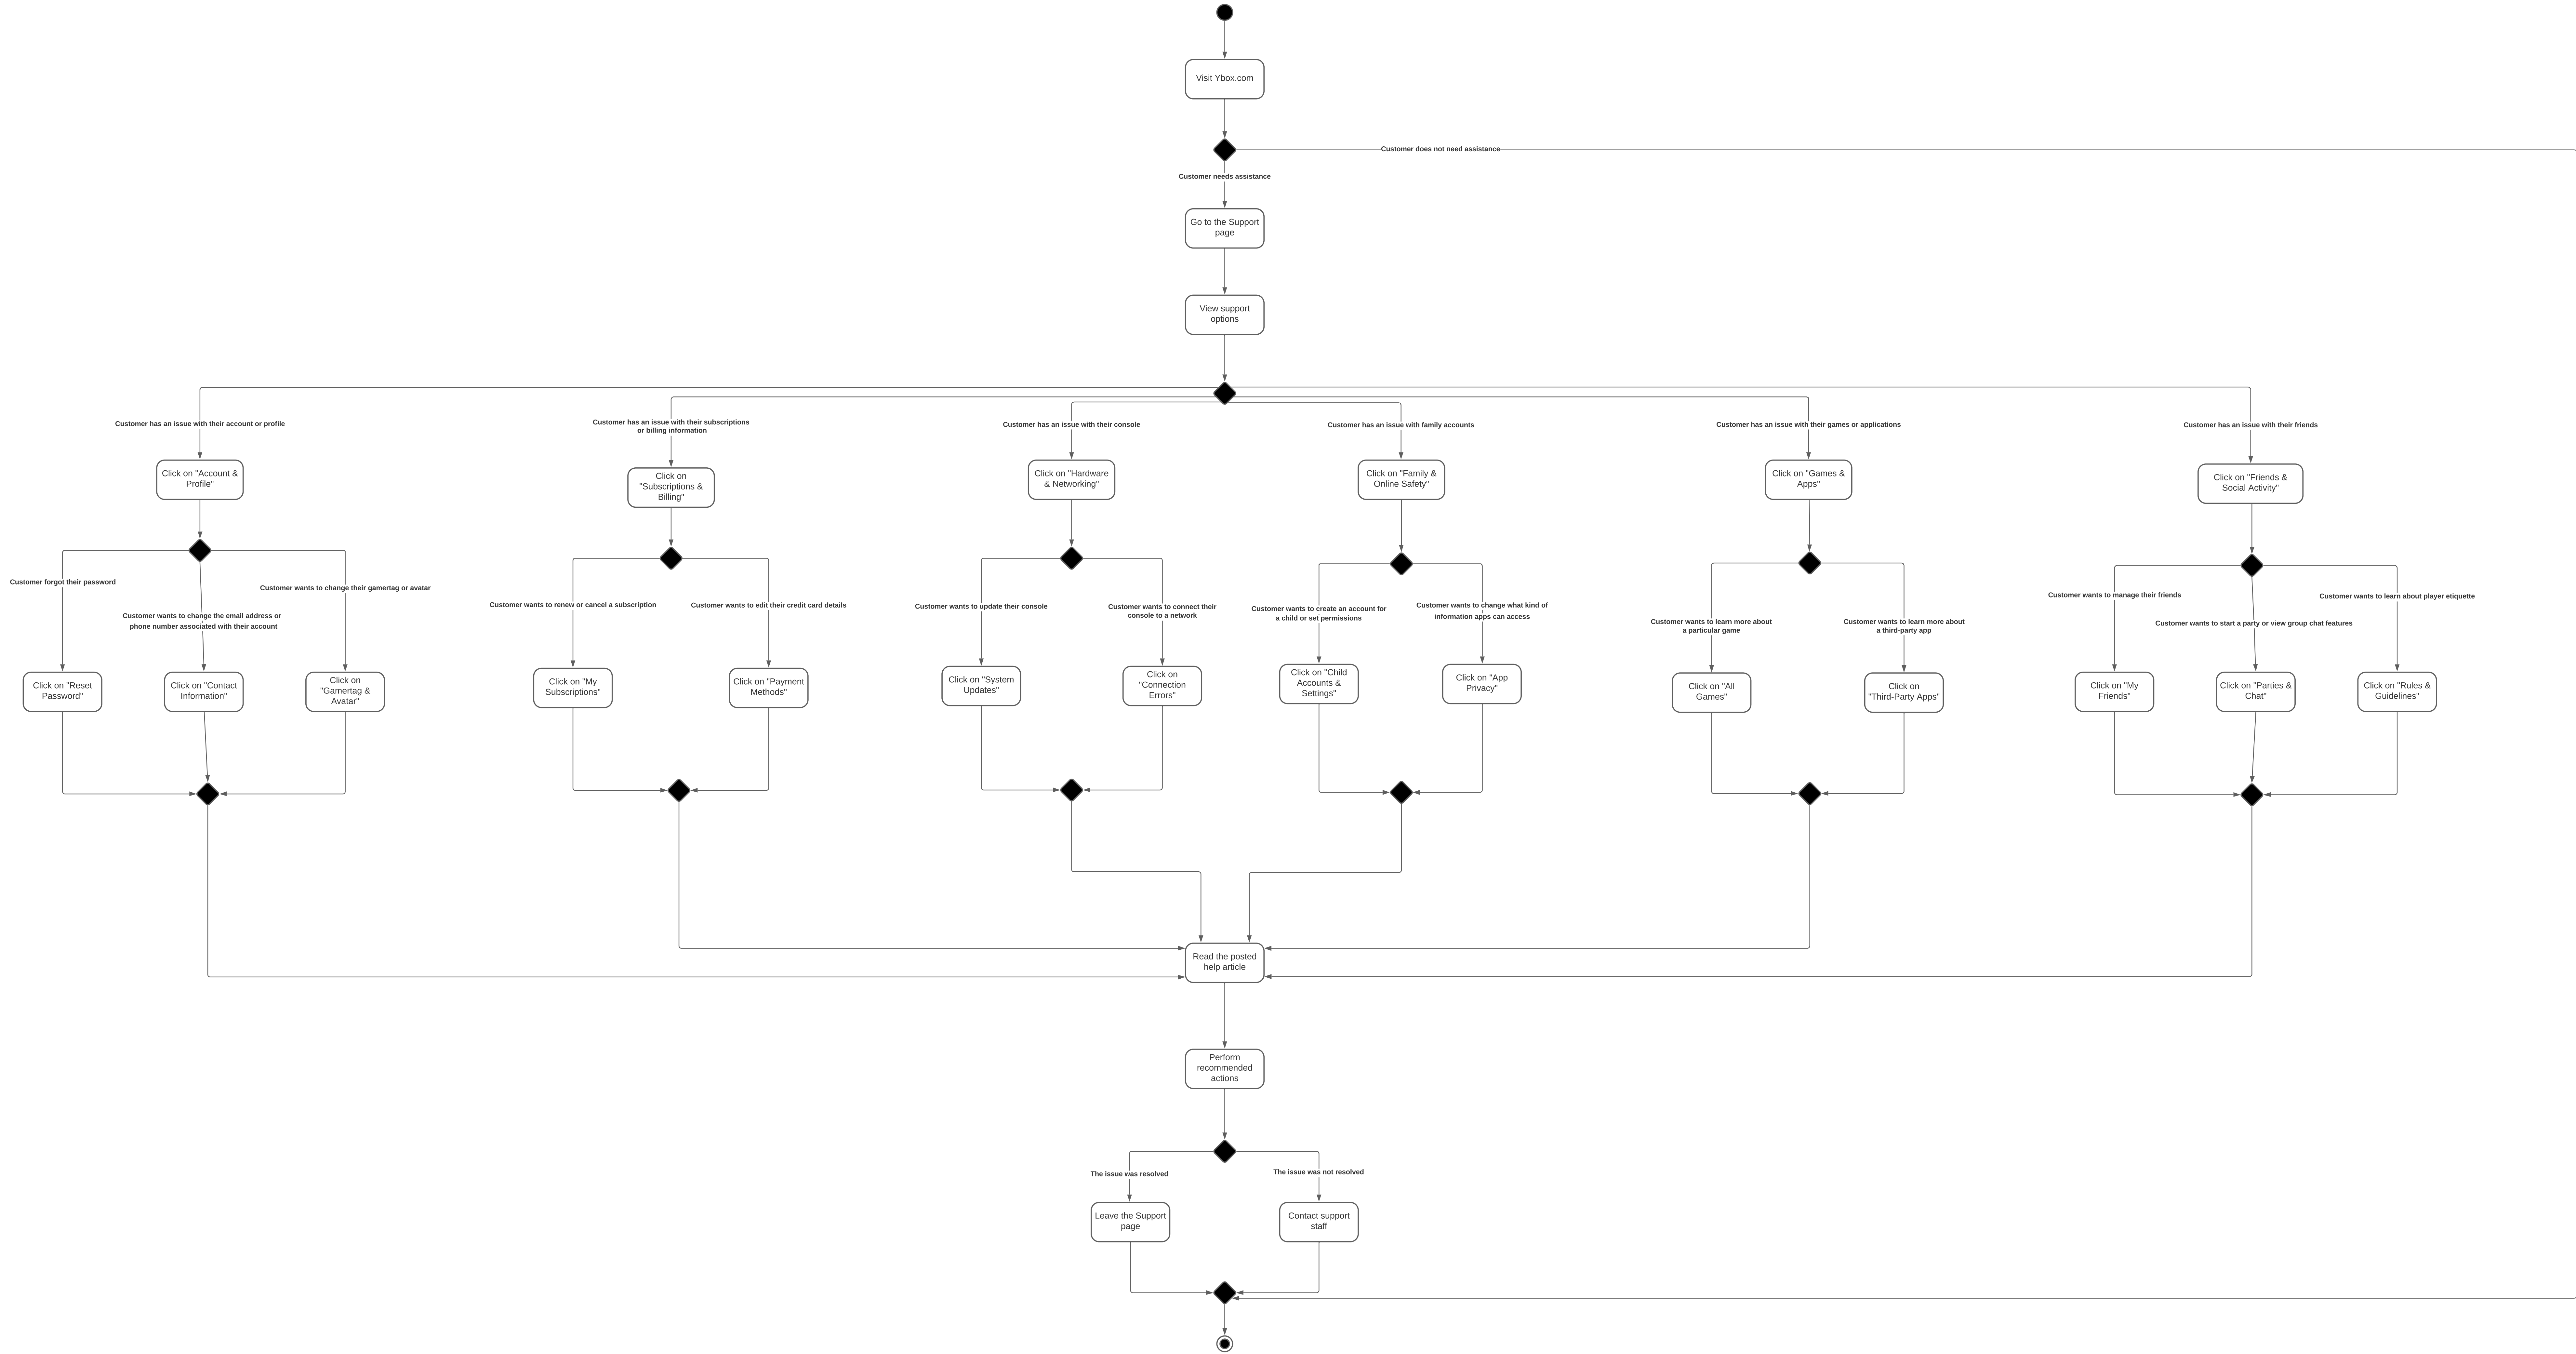 Visit Ybox.com
Customer does not need assistance
Customer needs assistance
Go to the Support
page
View support
options
Customer has an issue with their account or profile
Customer has an issue with their subscriptions
or billing information
Customer has an issue with their console
Customer has an issue with family accounts
Customer has an issue with their games or applications
Customer has an issue with their friends
Click on "Account &
Profile"
Click on
"Subscriptions &
Billing"
Click on "Hardware
& Networking"
Click on "Family &
Online Safety"
Click on "Games &
Apps"
Click on "Friends &
Social Activity"
Customer forgot their password
Customer wants to change the email address or
phone number associated with their account
Customer wants to change their gamertag or avatar
Customer wants to renew or cancel a subscription
Customer wants to edit their credit card details
Customer wants to update their console
Customer wants to connect their
console to a network
Customer wants to create an account for
a child or set permissions
Customer wants to change what kind of
information apps can access
Customer wants to learn more about
a particular game
Customer wants to learn more about
a third-party app
Customer wants to manage their friends
Customer wants to start a party or view group chat features
Customer wants to learn about player etiquette
Click on "Reset
Password"
Click on "Contact
Information"
Click on
"Gamertag &
Avatar"
Click on "My
Subscriptions"
Click on "Payment
Methods"
Click on "System
Updates"
Click on
"Connection
Errors"
Click on "Child
Accounts &
Settings"
Click on "App
Privacy"
Click on "All
Games"
Click on
"Third-Party Apps"
Click on "My
Friends"
Click on "Parties &
Chat"
Click on "Rules &
Guidelines"
Read the posted
help article
Perform
recommended
actions
The issue was resolved
The issue was not resolved
Leave the Support
page
Contact support
staff